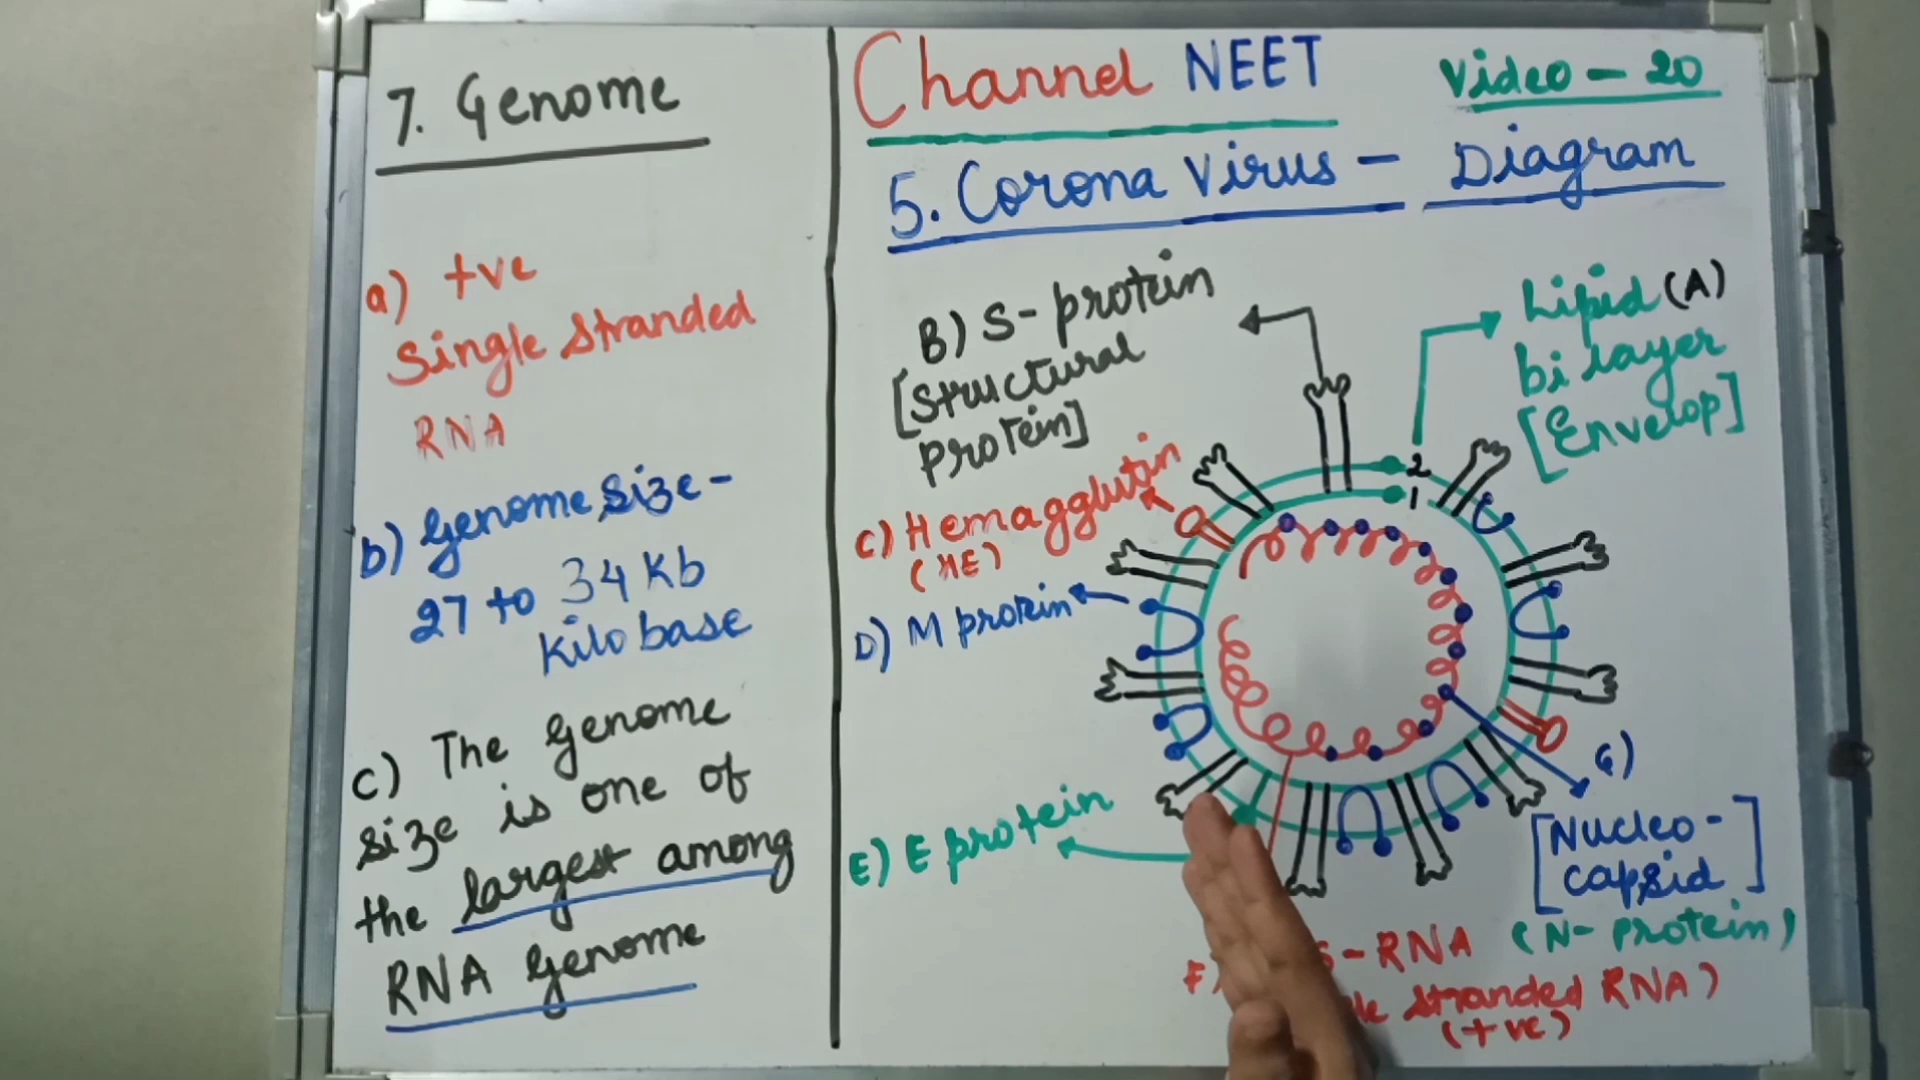 7. Genome
a) +ve
Single Stranded
RNA
b) Genome size -
27 to 34 Kb
Kilo base
c) The genome
size is one of
the largest among
RNA genome
Channel NEET
Video - 20
5. Corona Virus - Diagram
B) S- protein
[Structural
protein]
Lipid (A)
bi layer
[Envelop]
2
1
C) Hemagglutin
(HE)
D) M protein
E) E protein
G)
[Nucleo-
capsid]
(N- protein)
F) S-RNA
stranded RNA)
(+ve)